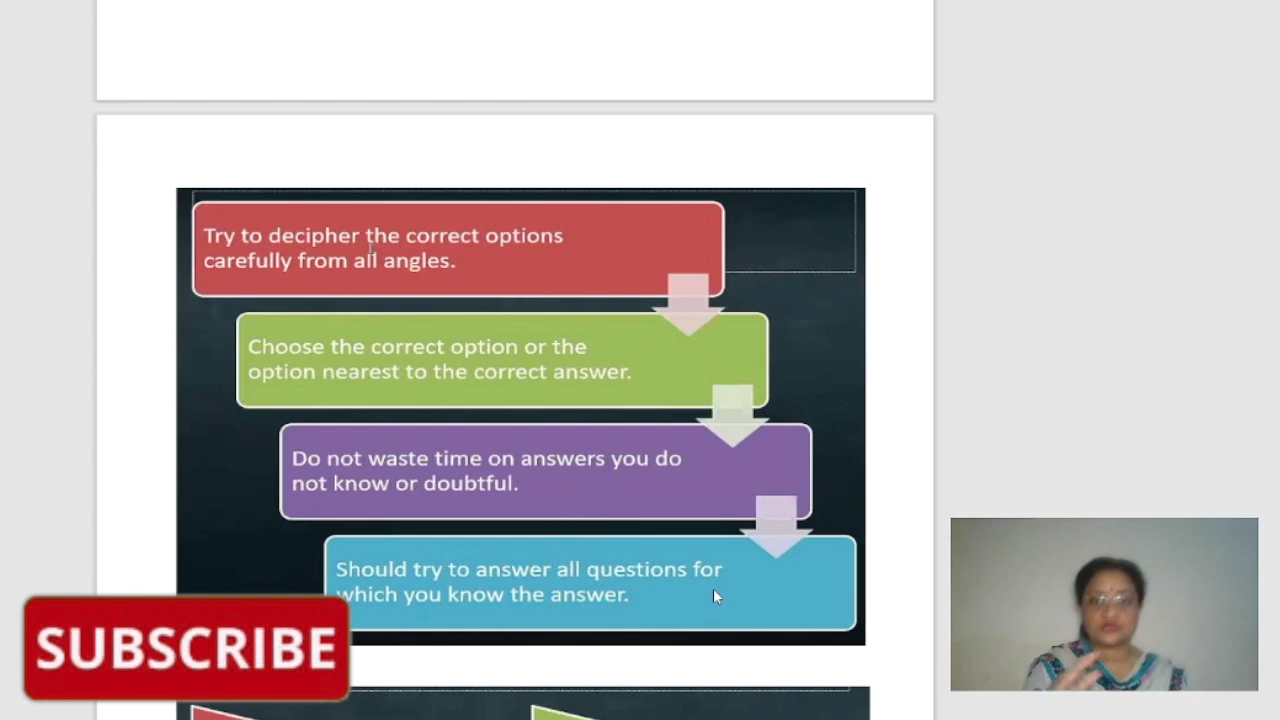 Try to decipher the correct options
carefully from all angles.
Choose the correct option or the
option nearest to the correct answer.
Do not waste time on answers you do
not know or doubtful.
Should try to answer all questions for
which you know the answer.
SUBSCRIBE